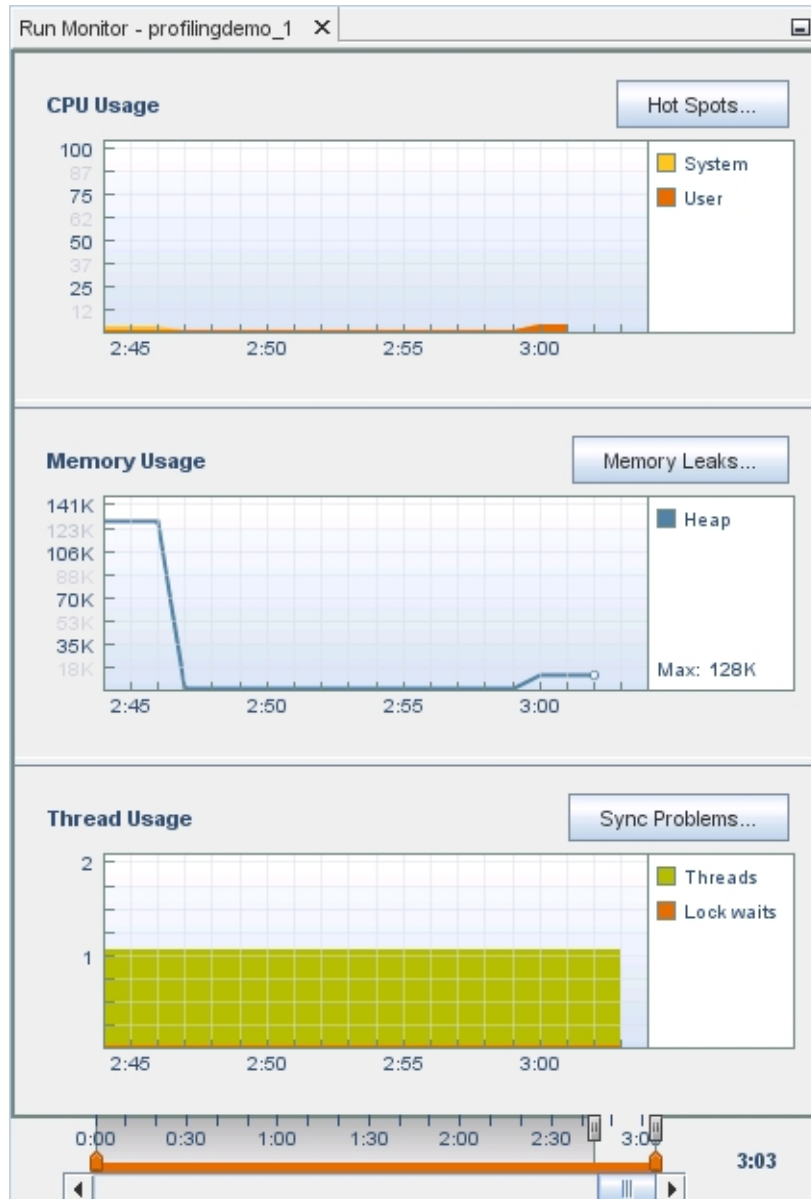 Run Monitor - profilingdemo_1
CPU Usage
Hot Spots...
100
87
75
62
50
37
25
12
2:45 2:50 2:55 3:00
System
User
Memory Usage
Memory Leaks...
141K
123K
106K
88K
70K
53K
35K
18K
2:45 2:50 2:55 3:00
Heap
Max: 128K
Thread Usage
Sync Problems...
2
1
2:45 2:50 2:55 3:00
Threads
Lock waits
0:00 0:30 1:00 1:30 2:00 2:30
3:03